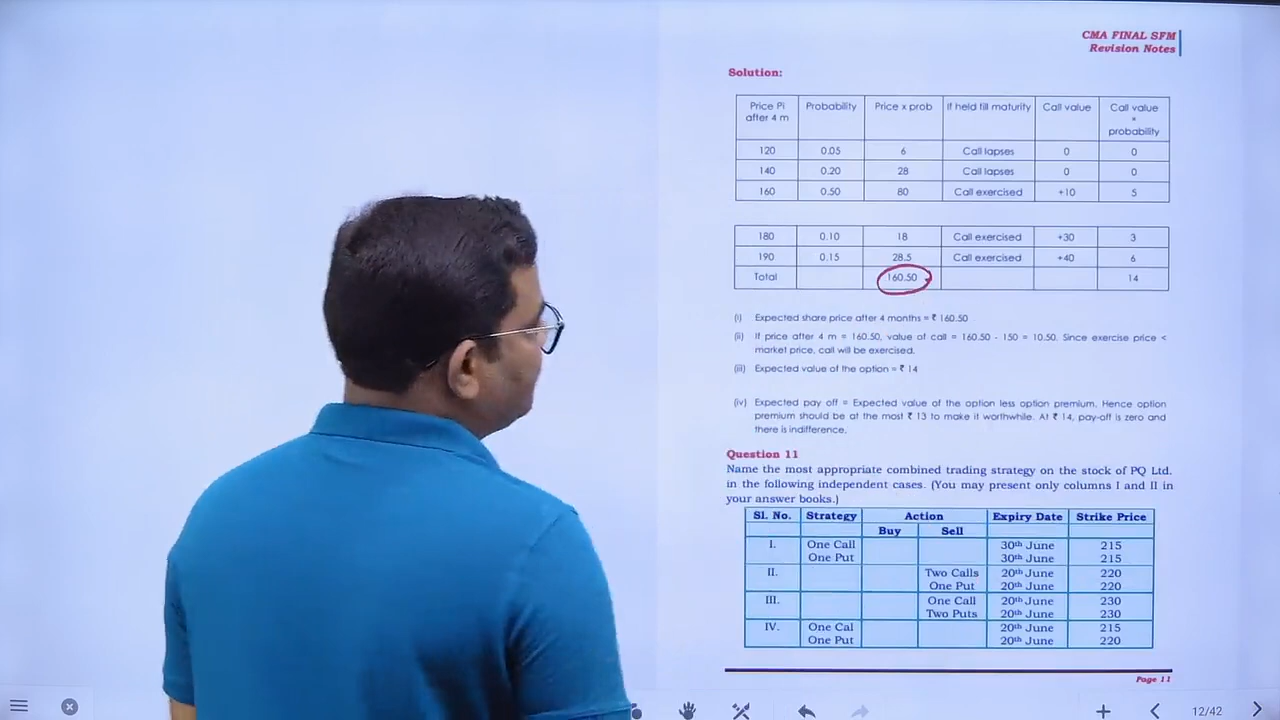 CMA FINAL SFM
Revision Notes
Solution:
Price Pi after 4 m | Probability | Price x prob | If held till maturity | Call value | Call value × probability
120 | 0.05 | 6 | Call lapses | 0 | 0
140 | 0.20 | 28 | Call lapses | 0 | 0
160 | 0.50 | 80 | Call exercised | +10 | 5
180 | 0.10 | 18 | Call exercised | +30 | 3
190 | 0.15 | 28.5 | Call exercised | +40 | 6
Total | 160.50 | 14
(i) Expected share price after 4 months = ₹ 160.50
(ii) If price after 4 m = 160.50, value of call = 160.50 - 150 = 10.50. Since exercise price <
market price, call will be exercised.
(iii) Expected value of the option = ₹ 14
(iv) Expected pay off = Expected value of the option less option premium. Hence option
premium should be at the most ₹ 13 to make it worthwhile. At ₹ 14, pay-off is zero and
there is indifference.
Question 11
Name the most appropriate combined trading strategy on the stock of PQ Ltd.
in the following independent cases. (You may present only columns I and II in
your answer books.)
Sl. No. | Strategy | Action | Expiry Date | Strike Price
Buy | Sell
I. | One Call | 30th June | 215
One Put | 30th June | 215
II. | Two Calls | 20th June | 220
One Put | 20th June | 220
III. | One Call | 20th June | 230
Two Puts | 20th June | 230
IV. | One Cal | 20th June | 215
One Put | 20th June | 220
Page 11
12/42